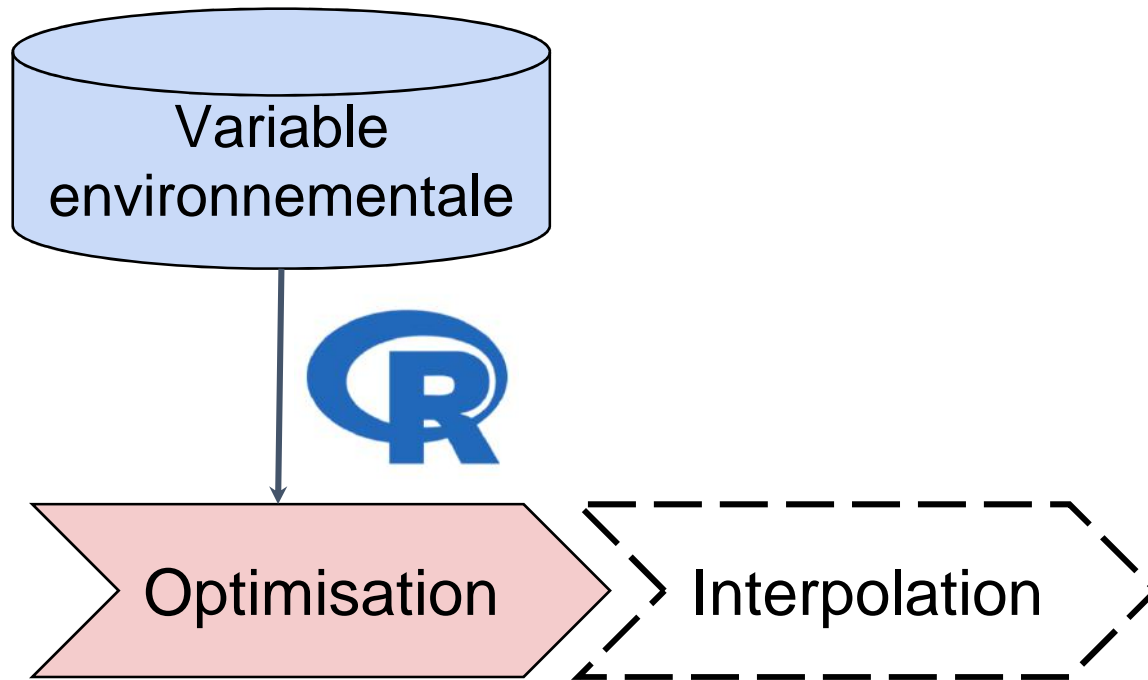 Variable
environnementale
R
Optimisation
Interpolation